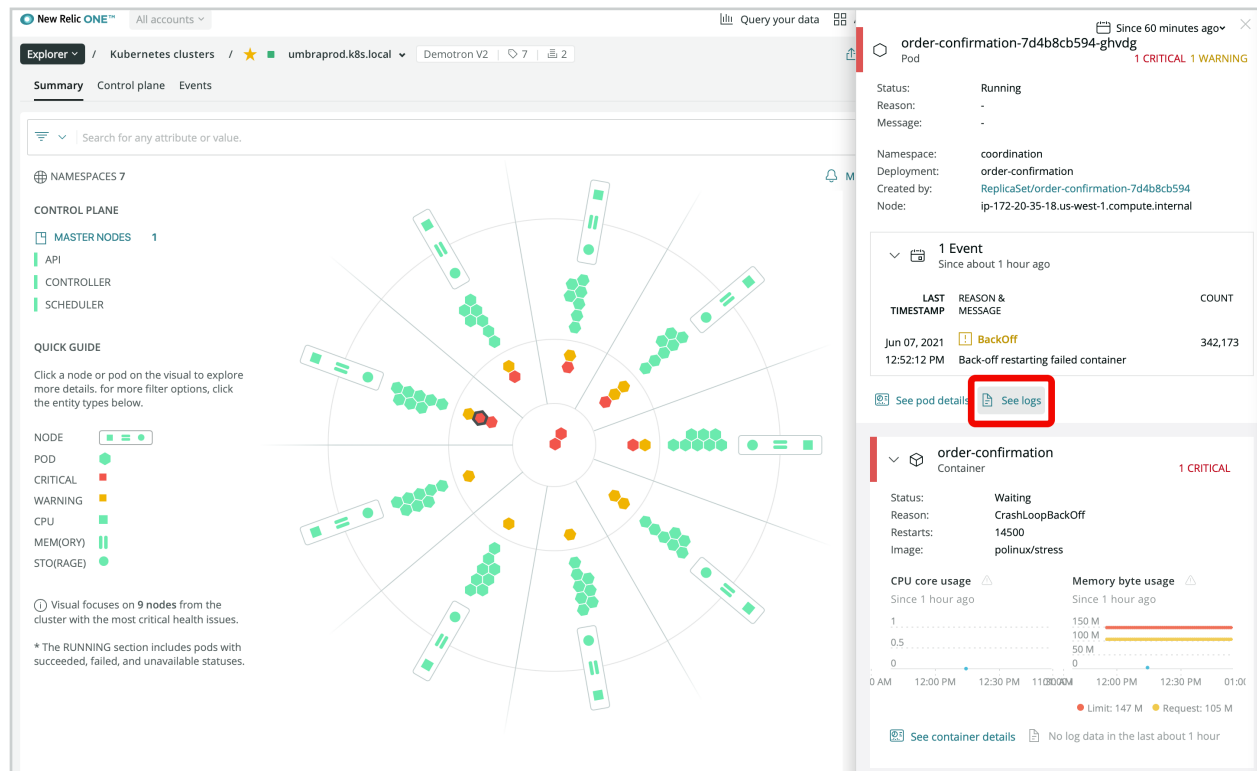 New Relic ONE™
All accounts
Query your data
Explorer / Kubernetes clusters / umbraprod.k8s.local Demotron V2 7 2
Summary Control plane Events
Search for any attribute or value.
NAMESPACES 7
M
CONTROL PLANE
MASTER NODES 1
API
CONTROLLER
SCHEDULER
QUICK GUIDE
Click a node or pod on the visual to explore
more details. for more filter options, click
the entity types below.
NODE
POD
CRITICAL
WARNING
CPU
MEM(ORY)
STO(RAGE)
Visual focuses on 9 nodes from the
cluster with the most critical health issues.
* The RUNNING section includes pods with
succeeded, failed, and unavailable statuses.
Since 60 minutes ago
order-confirmation-7d4b8cb594-ghvdg
Pod 1 CRITICAL 1 WARNING
Status: Running
Reason: -
Message: -
Namespace: coordination
Deployment: order-confirmation
Created by: ReplicaSet/order-confirmation-7d4b8cb594
Node: ip-172-20-35-18.us-west-1.compute.internal
1 Event
Since about 1 hour ago
LAST REASON & COUNT
TIMESTAMP MESSAGE
Jun 07, 2021 ! BackOff 342,173
12:52:12 PM Back-off restarting failed container
See pod details See logs
order-confirmation
Container 1 CRITICAL
Status: Waiting
Reason: CrashLoopBackOff
Restarts: 14500
Image: polinux/stress
CPU core usage Memory byte usage
Since 1 hour ago Since 1 hour ago
1 150 M
0.5 100 M
50 M
0 0
0 AM 12:00 PM 12:30 PM 12:00 PM 12:30 PM 01:0
Limit: 147 M Request: 105 M
See container details No log data in the last about 1 hour